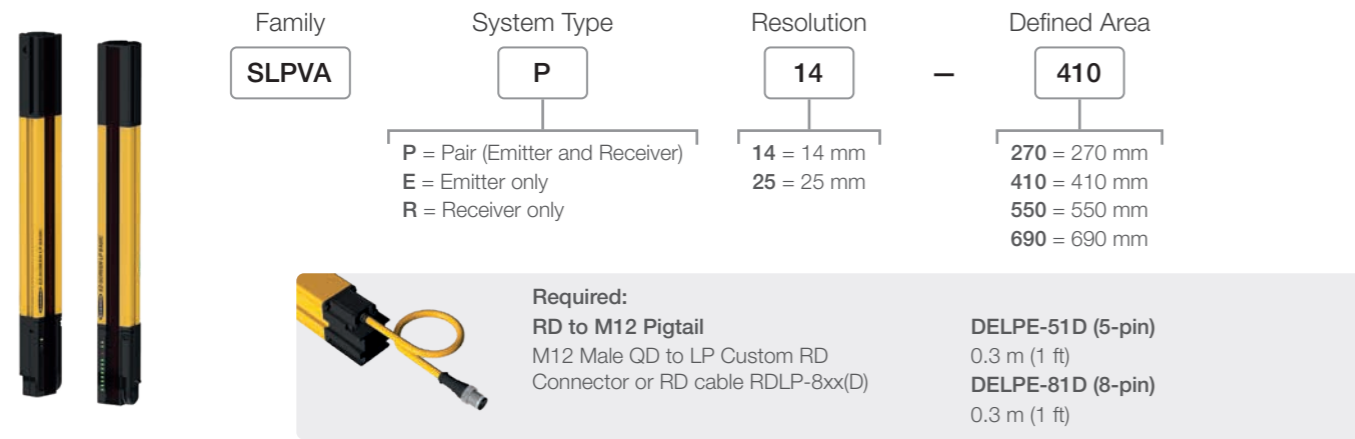 Family System Type Resolution Defined Area
SLPVA P 14 – 410
P = Pair (Emitter and Receiver) 14 = 14 mm 270 = 270 mm
E = Emitter only 25 = 25 mm 410 = 410 mm
R = Receiver only 550 = 550 mm
690 = 690 mm
Required:
RD to M12 Pigtail DELPE-51D (5-pin)
M12 Male QD to LP Custom RD 0.3 m (1 ft)
Connector or RD cable RDLP-8xx(D) DELPE-81D (8-pin)
0.3 m (1 ft)